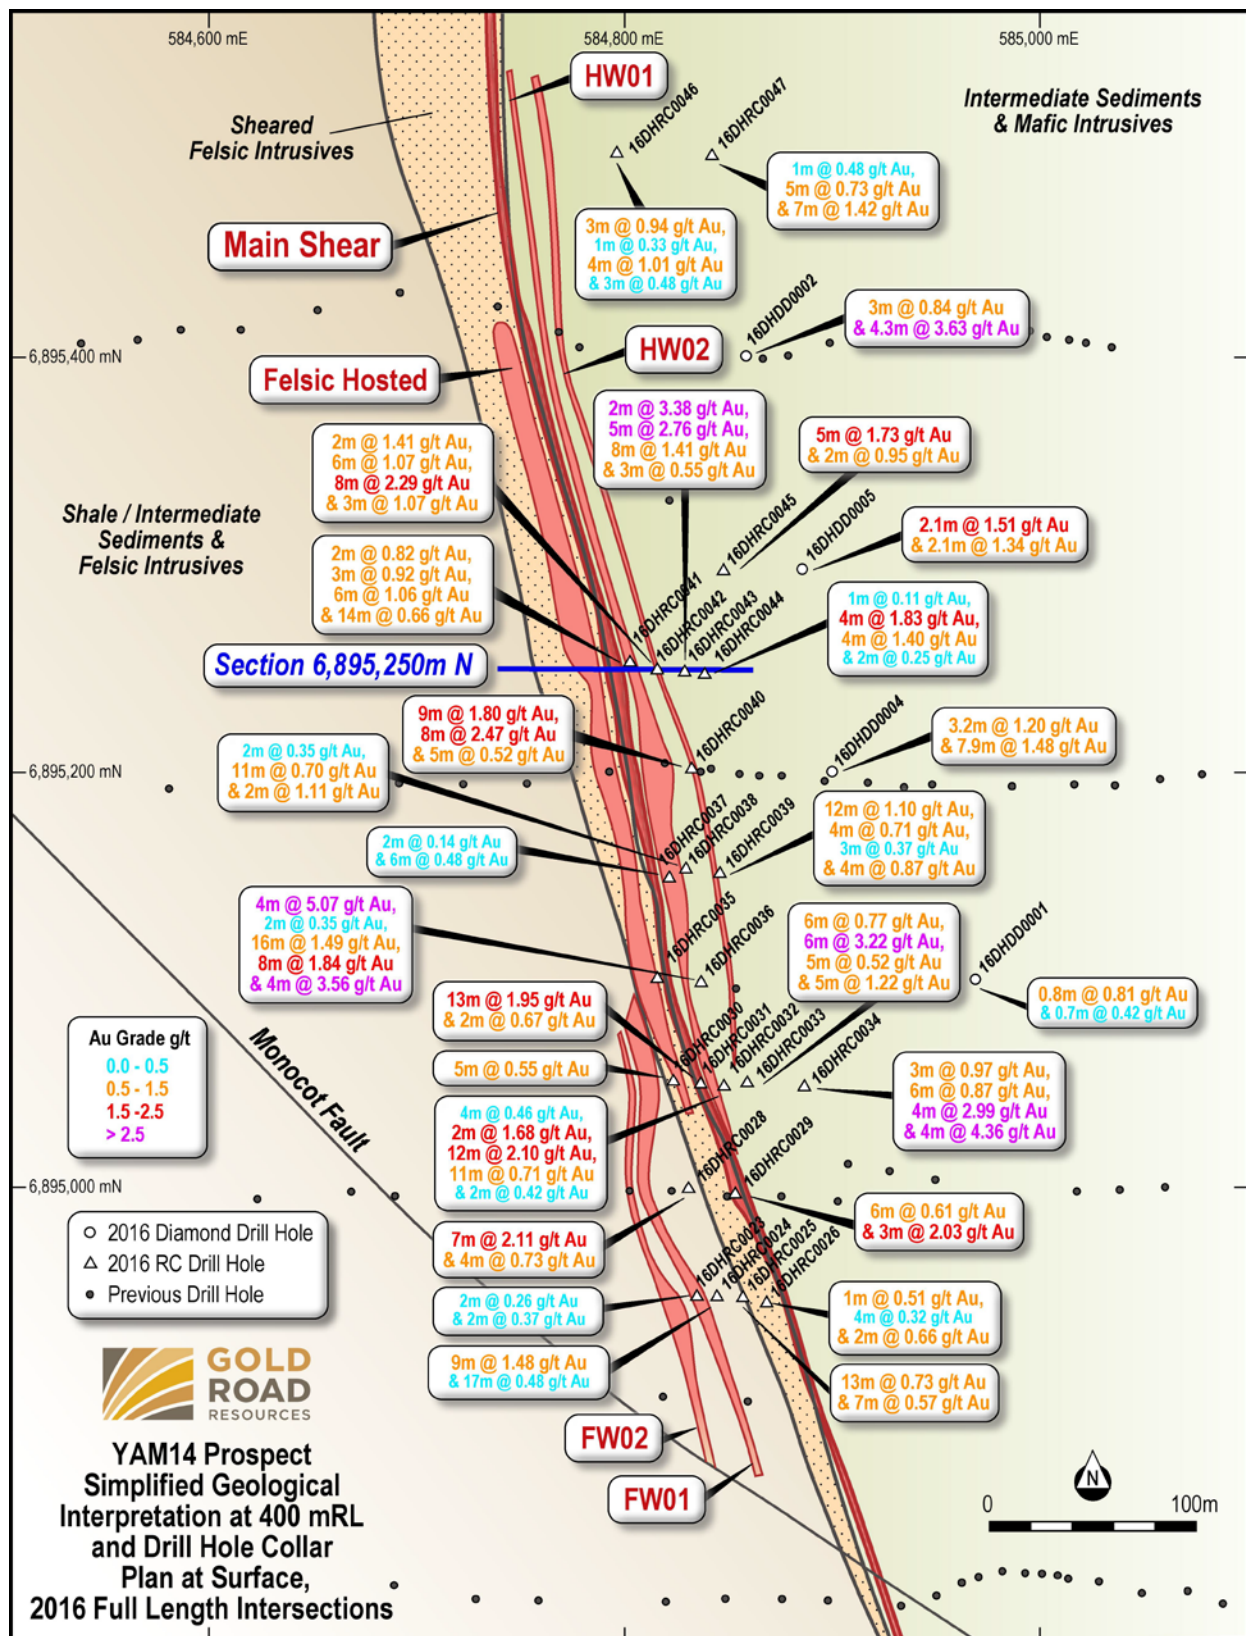 584,600 mE
584,800 mE
585,000 mE
HW01
16DHRC0046
16DHRC0047
Intermediate Sediments
& Mafic Intrusives
Sheared
Felsic Intrusives
1m @ 0.48 g/t Au,
5m @ 0.73 g/t Au
& 7m @ 1.42 g/t Au
Main Shear
3m @ 0.94 g/t Au,
1m @ 0.33 g/t Au,
4m @ 1.01 g/t Au
& 3m @ 0.48 g/t Au
16DHDD0002
3m @ 0.84 g/t Au
& 4.3m @ 3.63 g/t Au
6,895,400 mN
HW02
Felsic Hosted
2m @ 3.38 g/t Au,
5m @ 2.76 g/t Au,
8m @ 1.41 g/t Au
& 3m @ 0.55 g/t Au
5m @ 1.73 g/t Au
& 2m @ 0.95 g/t Au
2m @ 1.41 g/t Au,
6m @ 1.07 g/t Au,
8m @ 2.29 g/t Au
& 3m @ 1.07 g/t Au
Shale / Intermediate
Sediments &
Felsic Intrusives
16DHRC0045
16DHDD0005
2.1m @ 1.51 g/t Au
& 2.1m @ 1.34 g/t Au
2m @ 0.82 g/t Au,
3m @ 0.92 g/t Au,
6m @ 1.06 g/t Au
& 14m @ 0.66 g/t Au
16DHRC0041
16DHRC0042
16DHRC0043
16DHRC0044
1m @ 0.11 g/t Au,
4m @ 1.83 g/t Au,
4m @ 1.40 g/t Au
& 2m @ 0.25 g/t Au
Section 6,895,250m N
9m @ 1.80 g/t Au,
8m @ 2.47 g/t Au
& 5m @ 0.52 g/t Au
16DHRC0040
16DHDD0004
3.2m @ 1.20 g/t Au
& 7.9m @ 1.48 g/t Au
2m @ 0.35 g/t Au,
11m @ 0.70 g/t Au
& 2m @ 1.11 g/t Au
6,895,200 mN
16DHRC0037
16DHRC0038
16DHRC0039
12m @ 1.10 g/t Au,
4m @ 0.71 g/t Au,
3m @ 0.37 g/t Au
& 4m @ 0.87 g/t Au
2m @ 0.14 g/t Au
& 6m @ 0.48 g/t Au
4m @ 5.07 g/t Au,
2m @ 0.35 g/t Au,
16m @ 1.49 g/t Au,
8m @ 1.84 g/t Au
& 4m @ 3.56 g/t Au
16DHRC0035
16DHRC0036
6m @ 0.77 g/t Au,
6m @ 3.22 g/t Au,
5m @ 0.52 g/t Au
& 5m @ 1.22 g/t Au
16DHDD0001
0.8m @ 0.81 g/t Au
& 0.7m @ 0.42 g/t Au
13m @ 1.95 g/t Au
& 2m @ 0.67 g/t Au
Au Grade g/t
0.0 - 0.5
0.5 - 1.5
1.5 -2.5
> 2.5
Monocot Fault
16DHRC0030
16DHRC0031
16DHRC0032
16DHRC0033
16DHRC0034
5m @ 0.55 g/t Au
3m @ 0.97 g/t Au,
6m @ 0.87 g/t Au,
4m @ 2.99 g/t Au
& 4m @ 4.36 g/t Au
4m @ 0.46 g/t Au,
2m @ 1.68 g/t Au,
12m @ 2.10 g/t Au,
11m @ 0.71 g/t Au
& 2m @ 0.42 g/t Au
16DHRC0028
16DHRC0029
6,895,000 mN
6m @ 0.61 g/t Au
& 3m @ 2.03 g/t Au
2016 Diamond Drill Hole
2016 RC Drill Hole
Previous Drill Hole
7m @ 2.11 g/t Au
& 4m @ 0.73 g/t Au
16DHRC0023
16DHRC0024
16DHRC0025
16DHRC0026
2m @ 0.26 g/t Au
& 2m @ 0.37 g/t Au
1m @ 0.51 g/t Au,
4m @ 0.32 g/t Au
& 2m @ 0.66 g/t Au
9m @ 1.48 g/t Au
& 17m @ 0.48 g/t Au
13m @ 0.73 g/t Au
& 7m @ 0.57 g/t Au
GOLD
ROAD
RESOURCES
FW02
FW01
YAM14 Prospect
Simplified Geological
Interpretation at 400 mRL
and Drill Hole Collar
Plan at Surface,
2016 Full Length Intersections
N
0
100m